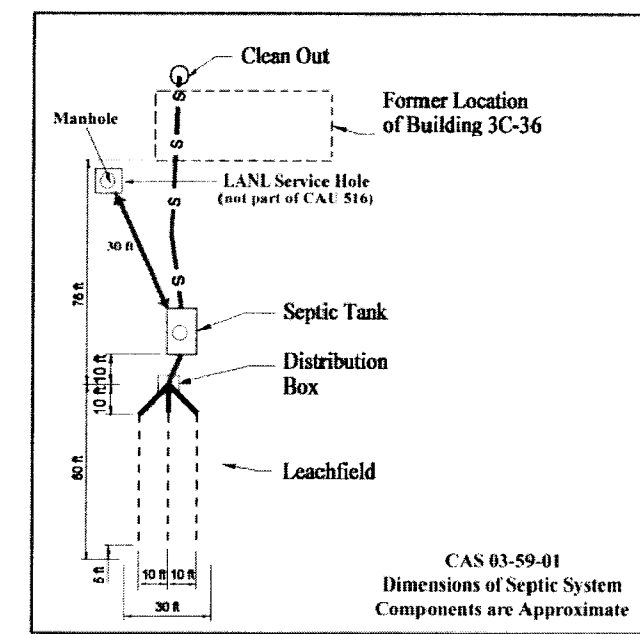 Clean Out
S
Former Location
of Building 3C-36
Manhole
S
LANL Service Hole
(not part of CAU 516)
S
30 ft
78 ft
S
Septic Tank
10 ft
Distribution
Box
10 ft
60 ft
Leachfield
5 ft
10 ft 10 ft
30 ft
CAS 03-59-01
Dimensions of Septic System
Components are Approximate